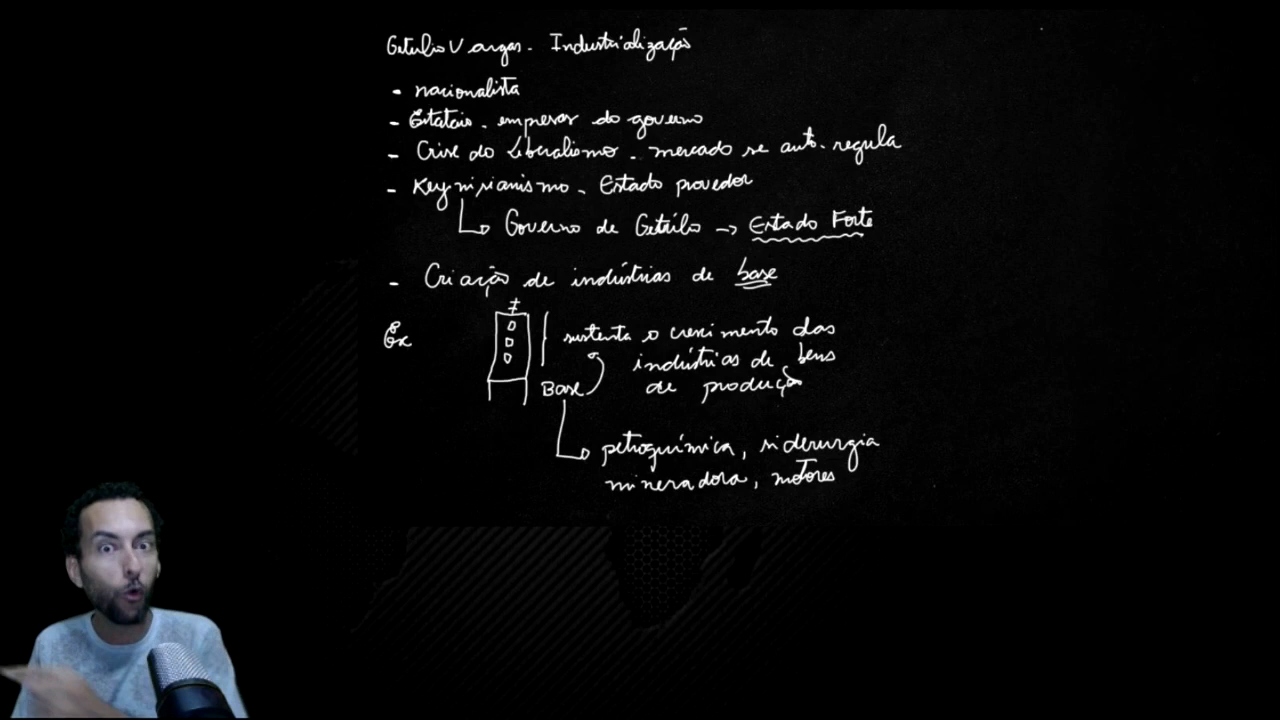 Getulio Vargas - Industrialização
- nacionalista
- Estatais - empresas do governo
- Crise do Liberalismo - mercado se auto-regula
- Keynisianismo - Estado provedor
Governo de Getúlio → Estado Forte
- Criação de indústrias de base
Ex
sustenta o crescimento das
indústrias de bens
de produção
Base
petroquímica, siderurgia
mineradora, motores